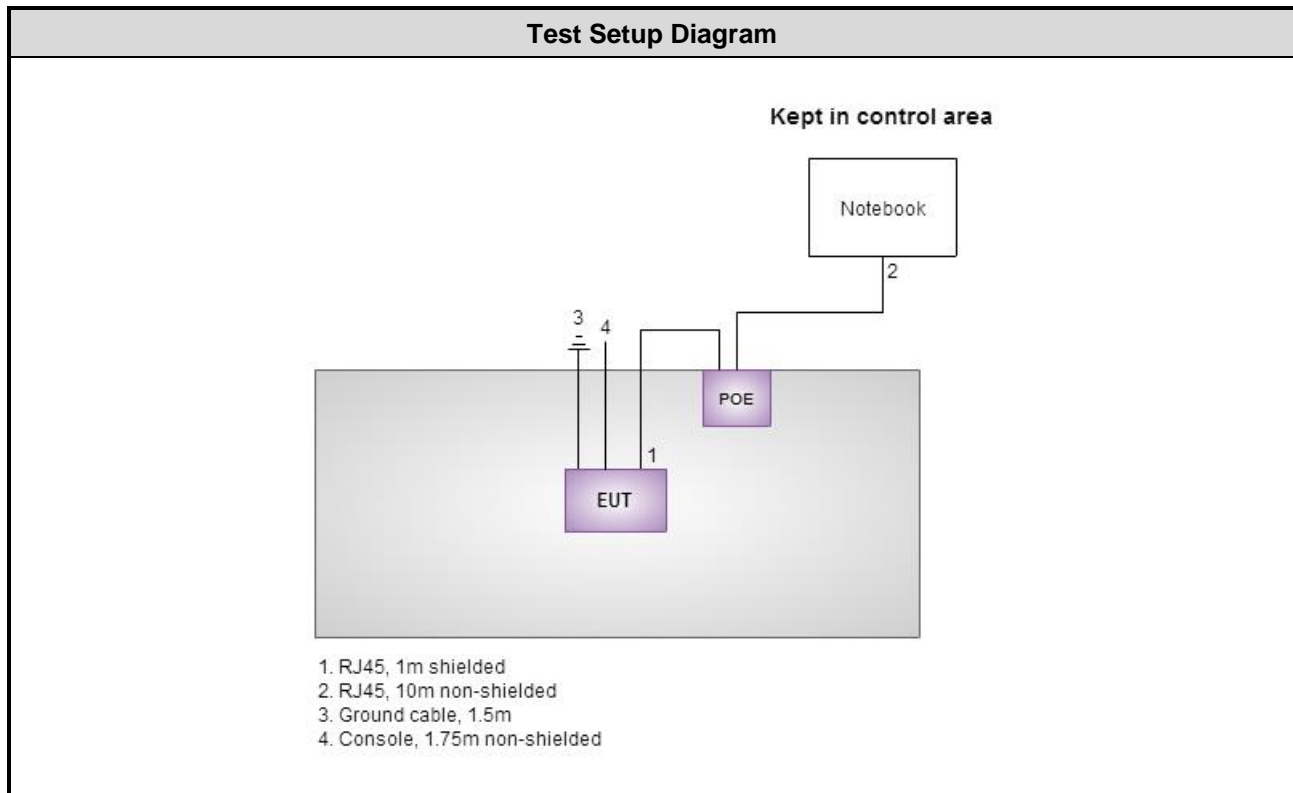 Test Setup Diagram
Kept in control area
Notebook
2
3
4
POE
1
EUT
1. RJ45, 1m shielded
2. RJ45, 10m non-shielded
3. Ground cable, 1.5m
4. Console, 1.75m non-shielded